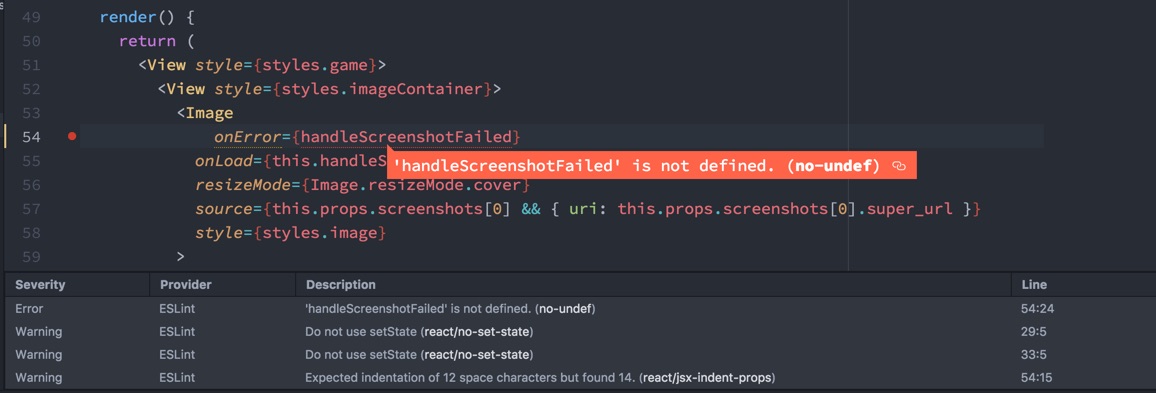 49 render() {
50 return (
51 <View style={styles.game}>
52 <View style={styles.imageContainer}>
53 <Image
54 onError={handleScreenshotFailed}
55 onLoad={this.handleS
'handleScreenshotFailed' is not defined. (no-undef)
56 resizeMode={Image.resizeMode.cover}
57 source={this.props.screenshots[0] && { uri: this.props.screenshots[0].super_url }}
58 style={styles.image}
59 >
Severity Provider Description Line
Error ESLint 'handleScreenshotFailed' is not defined. (no-undef) 54:24
Warning ESLint Do not use setState (react/no-set-state) 29:5
Warning ESLint Do not use setState (react/no-set-state) 33:5
Warning ESLint Expected indentation of 12 space characters but found 14. (react/jsx-indent-props) 54:15